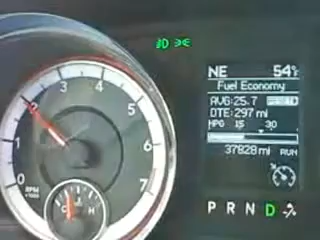 NE 54°F
Fuel Economy
AVG:25.7
DTE:297 mi
MPG 15 30
37828 mi RUN
P R N D
0 1 2 3 4 5 6 7
RPM
C H